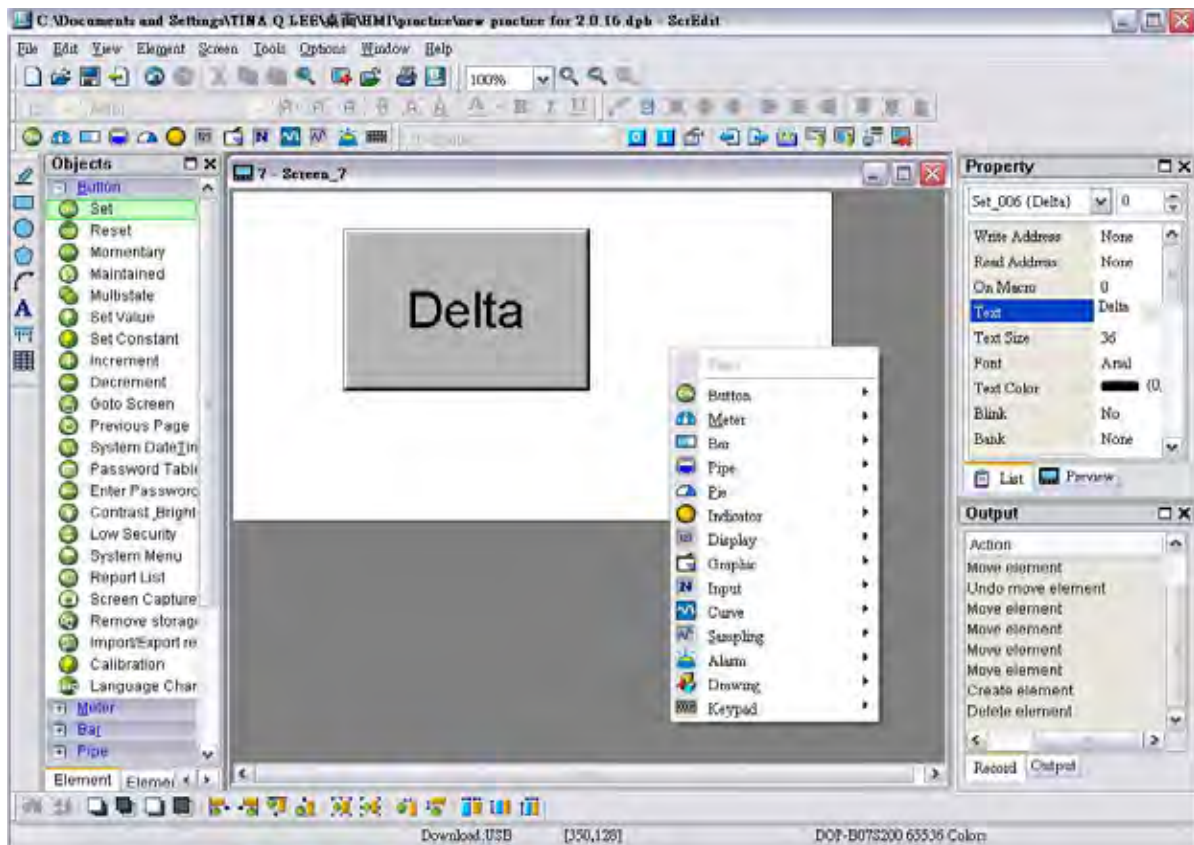 C:\Documents and Settings\TINA Q LEE\桌面\HMI\practice\new practice for 2.0.16.dpb - ScrEdit
File Edit View Element Screen Tools Options Window Help
100%
Objects
Button
Set
Reset
Momentary
Maintained
Multistate
Set Value
Set Constant
Increment
Decrement
Goto Screen
Previous Page
System DateTin
Password Table
Enter Password
Contrast_Bright
Low Security
System Menu
Report List
Screen Capture
Remove storage
Import/Export re
Calibration
Language Char
Meter
Bar
Pipe
Element Elemei
7 - Screen_7
Delta
Button
Meter
Bar
Pipe
Pie
Indicator
Display
Graphic
Input
Curve
Sampling
Alarm
Drawing
Keypad
Property
Set_006 {Delta} 0
Write Address None
Read Address None
On Macro 0
Text Delta
Text Size 36
Font Arial
Text Color (0,
Blink No
Bank None
List Preview
Output
Action
Move element
Undo move element
Move element
Move element
Move element
Move element
Create element
Delete element
Record Output
Download:USB [350,128] DOP-B07S200 65536 Colors